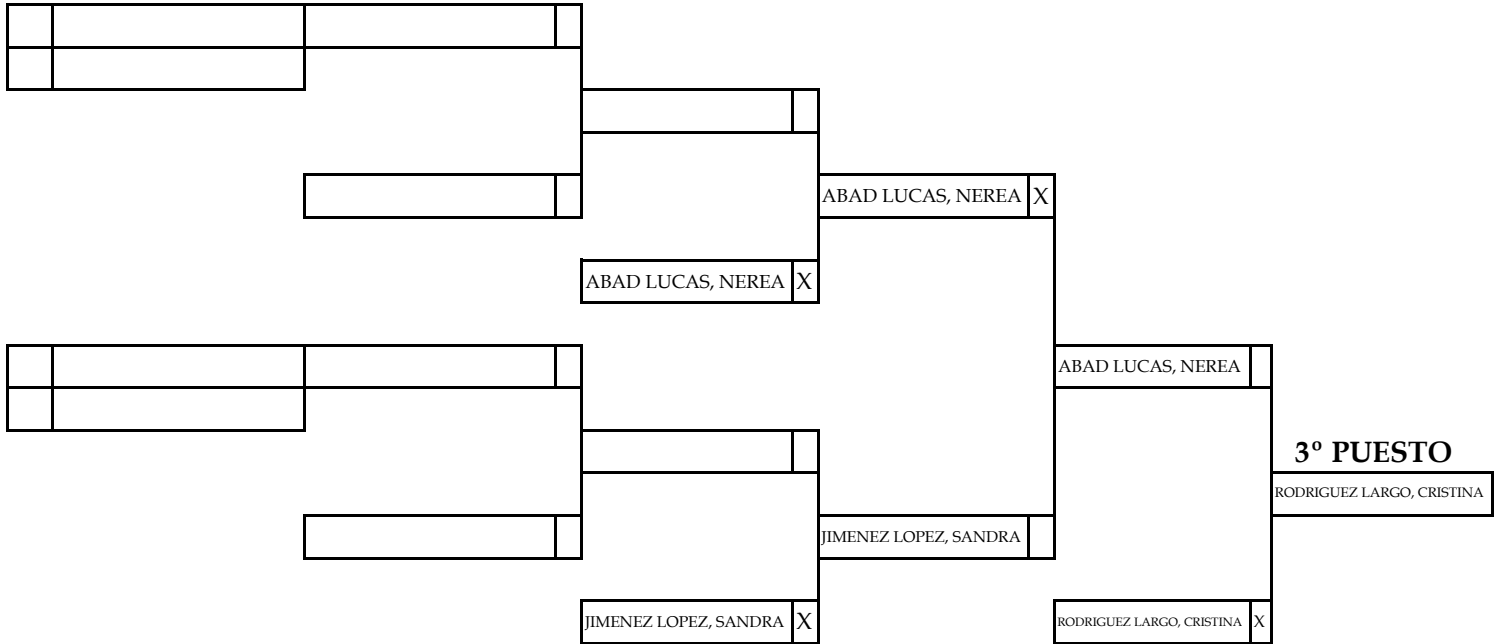 ABAD LUCAS, NEREA X
ABAD LUCAS, NEREA X
ABAD LUCAS, NEREA
3º PUESTO
RODRIGUEZ LARGO, CRISTINA
JIMENEZ LOPEZ, SANDRA
JIMENEZ LOPEZ, SANDRA X
RODRIGUEZ LARGO, CRISTINA X